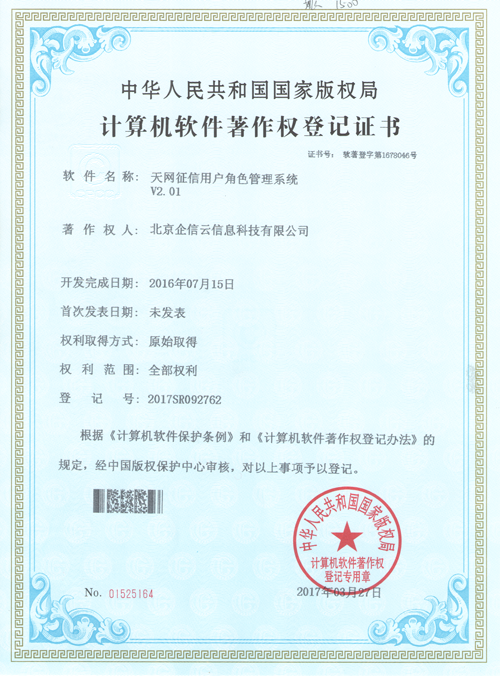 1500
中华人民共和国国家版权局
计算机软件著作权登记证书
证书号： 软著登字第1678046号
软件名称： 天网征信用户角色管理系统
V2.01
著作权人： 北京企信云信息科技有限公司
开发完成日期： 2016年07月15日
首次发表日期： 未发表
权利取得方式： 原始取得
权利范围： 全部权利
登记号： 2017SR092762
根据《计算机软件保护条例》和《计算机软件著作权登记办法》的
规定，经中国版权保护中心审核，对以上事项予以登记。
中华人民共和国国家版权局
计算机软件著作权
登记专用章
No. 01525164
2017年03月27日